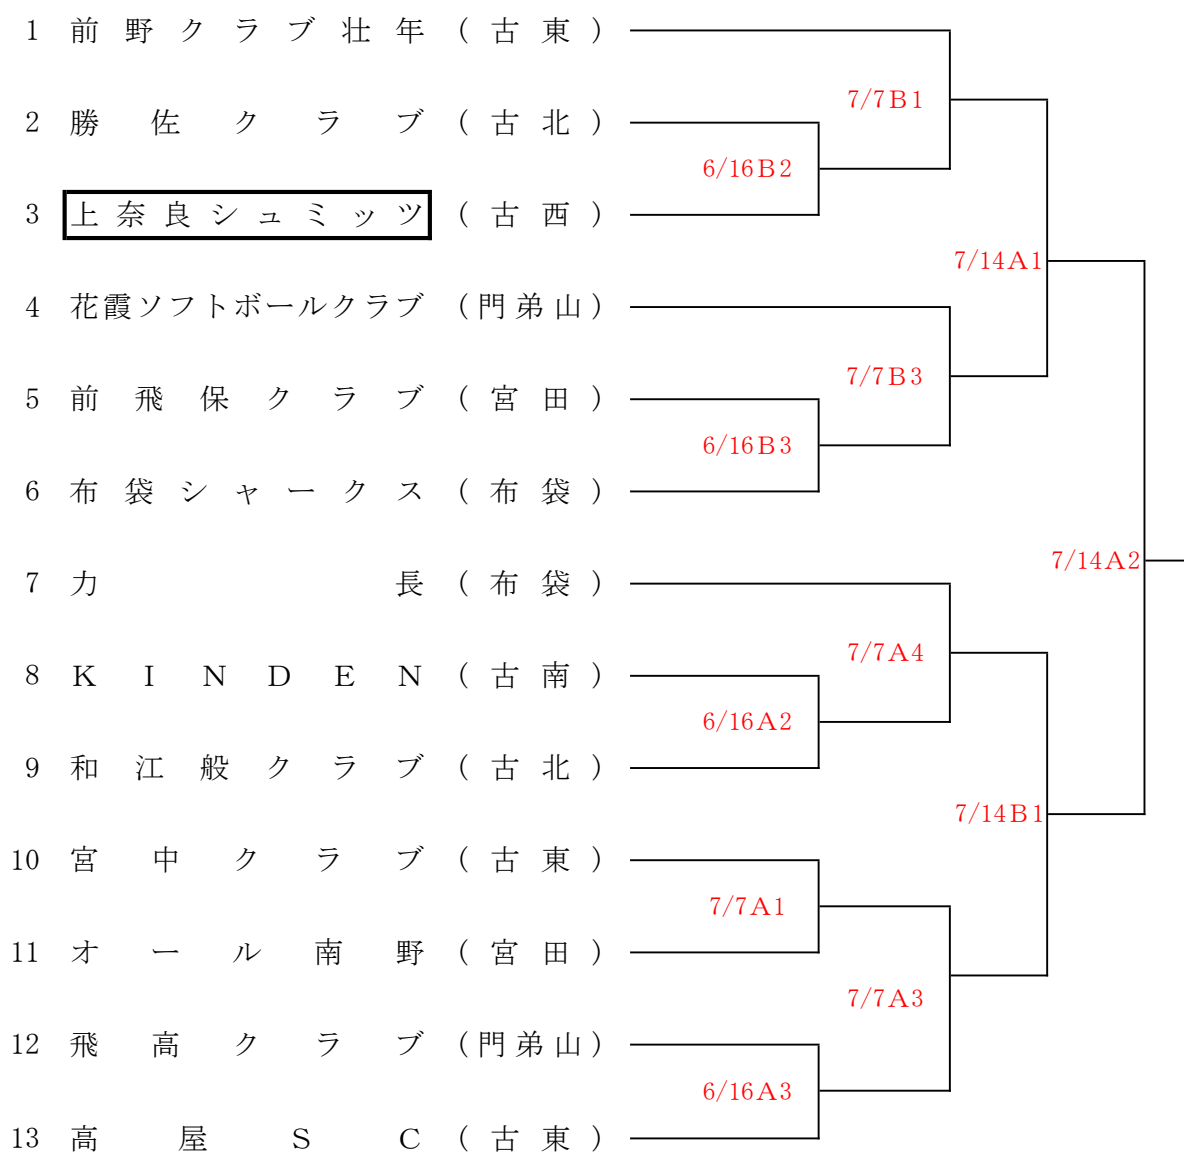 1 前野クラブ壮年 (古東)
7/7B1
2 勝佐クラブ (古北)
6/16B2
3 上奈良シュミッツ (古西)
7/14A1
4 花霞ソフトボールクラブ (門弟山)
7/7B3
5 前飛保クラブ (宮田)
6/16B3
6 布袋シャークス (布袋)
7/14A2
7 力長 (布袋)
7/7A4
8 KINDEN (古南)
6/16A2
9 和江般クラブ (古北)
7/14B1
10 宮中クラブ (古東)
7/7A1
11 オール南野 (宮田)
7/7A3
12 飛高クラブ (門弟山)
6/16A3
13 高屋SC (古東)